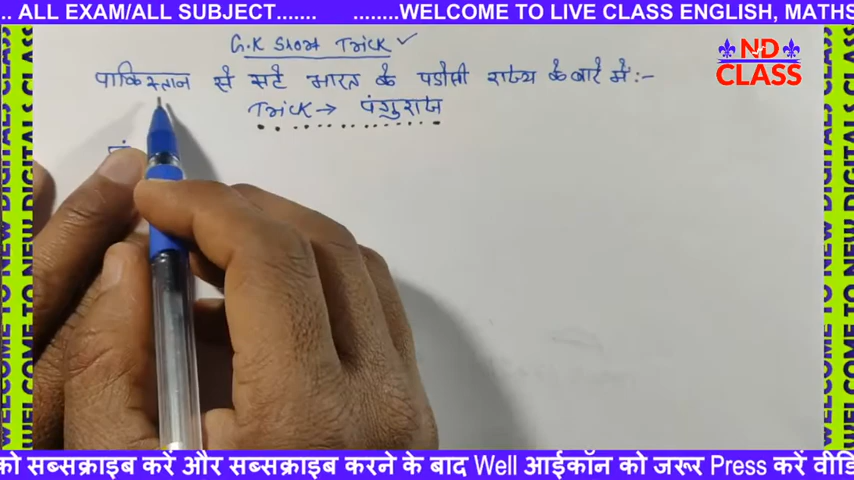 .. ALL EXAM/ALL SUBJECT....... .......WELCOME TO LIVE CLASS ENGLISH, MATHS
G.K Short Trick ✓
पाकिस्तान से सटे भारत के पडोसी राज्य के बारे में:-
Trick → पंगुराज
ND
CLASS
को सब्सक्राइब करें और सब्सक्राइब करने के बाद Well आईकॉन को जरूर Press करें वीडि